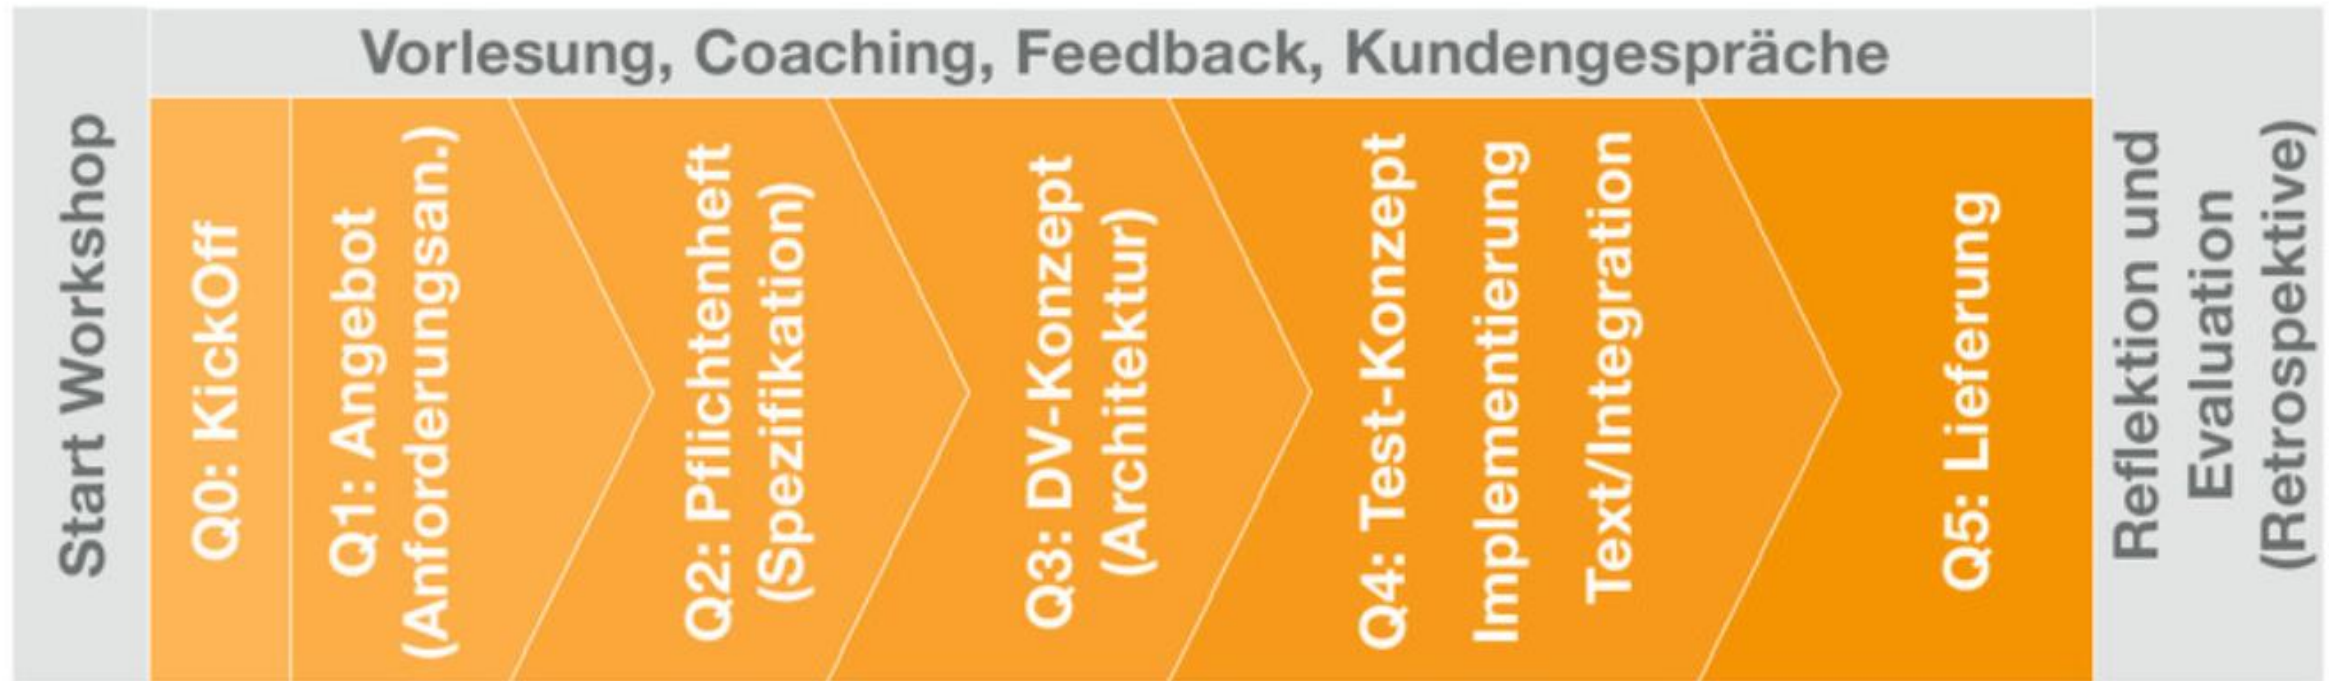 Vorlesung, Coaching, Feedback, Kundengespräche
Start Workshop
Q0: KickOff
Q1: Angebot
(Anforderungsan.)
Q2: Pflichtenheft
(Spezifikation)
Q3: DV-Konzept
(Architektur)
Q4: Test-Konzept
Implementierung
Text/Integration
Q5: Lieferung
Reflektion und
Evaluation
(Retrospektive)